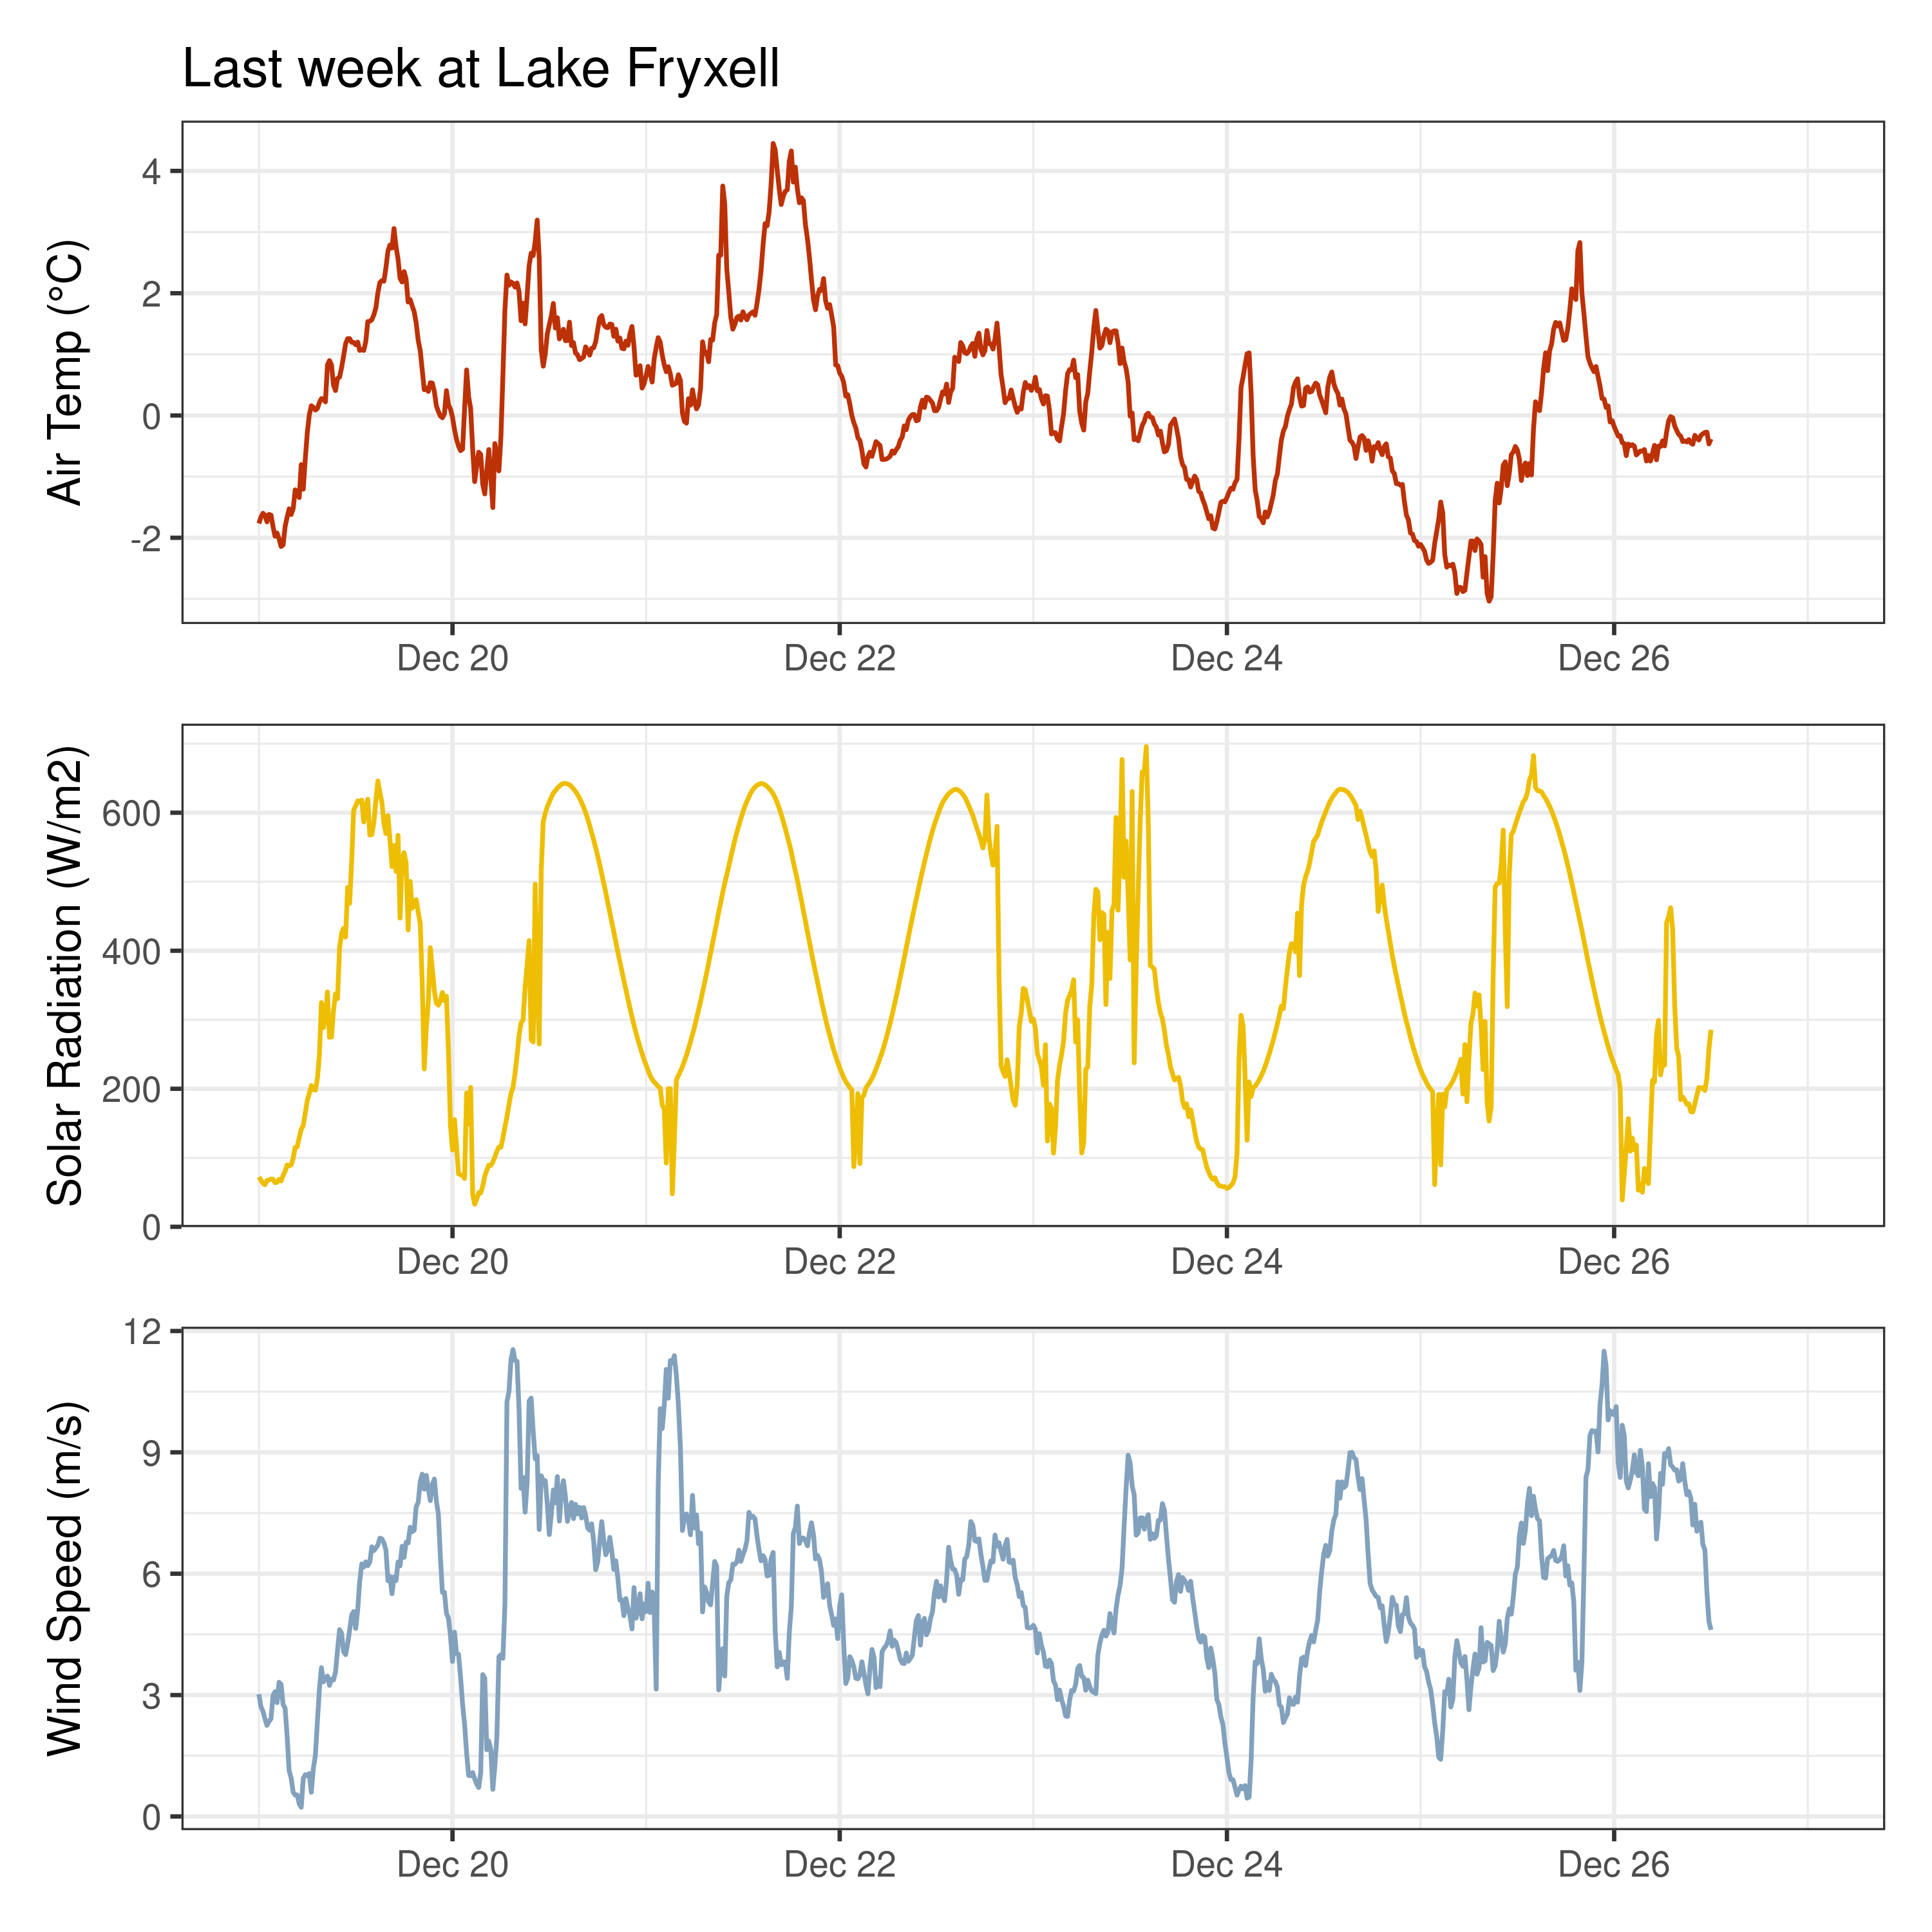 Last week at Lake Fryxell
Air Temp (°C)
4
2
0
-2
Dec 20 Dec 22 Dec 24 Dec 26
Solar Radiation (W/m2)
600
400
200
0
Dec 20 Dec 22 Dec 24 Dec 26
Wind Speed (m/s)
12
9
6
3
0
Dec 20 Dec 22 Dec 24 Dec 26